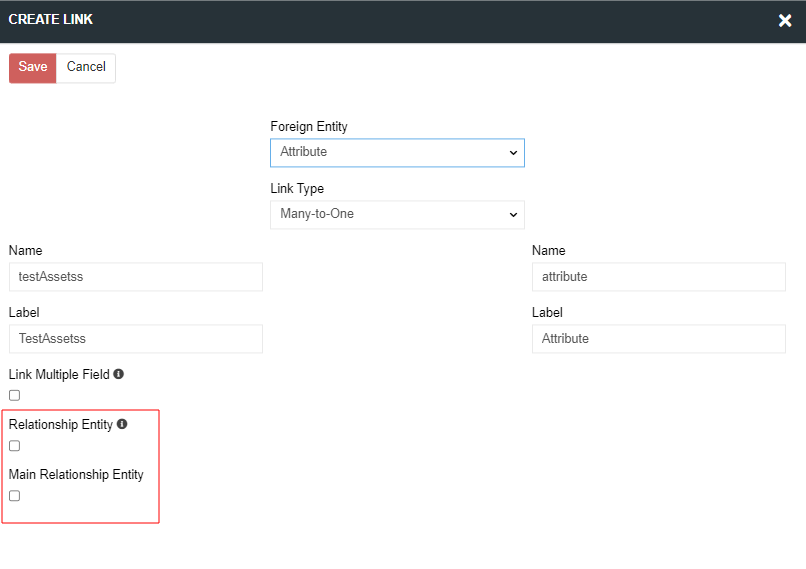 CREATE LINK
Save Cancel
Foreign Entity
Attribute
Link Type
Many-to-One
Name Name
testAssetss attribute
Label Label
TestAssetss Attribute
Link Multiple Field
Relationship Entity
Main Relationship Entity